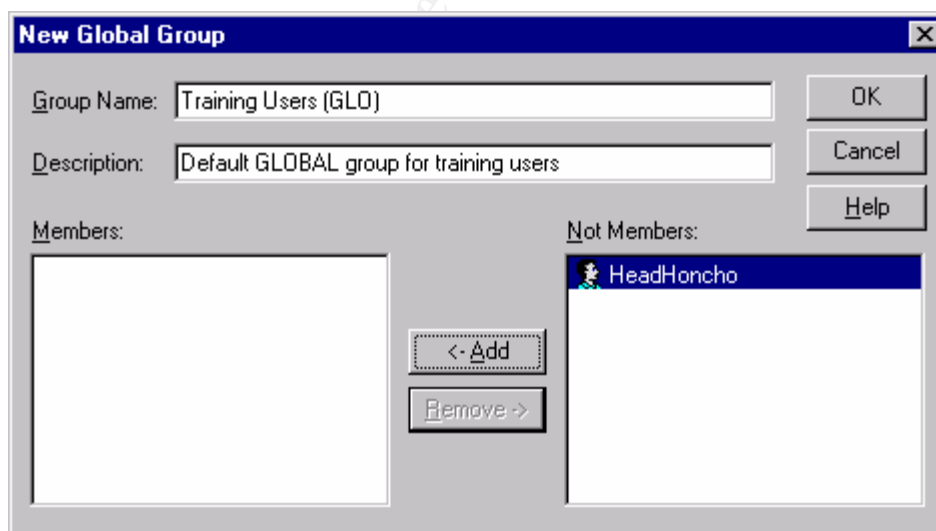 New Global Group
Group Name: Training Users (GLO)
OK
Description: Default GLOBAL group for training users
Cancel
Help
Members:
Not Members:
HeadHoncho
<- Add
Remove ->